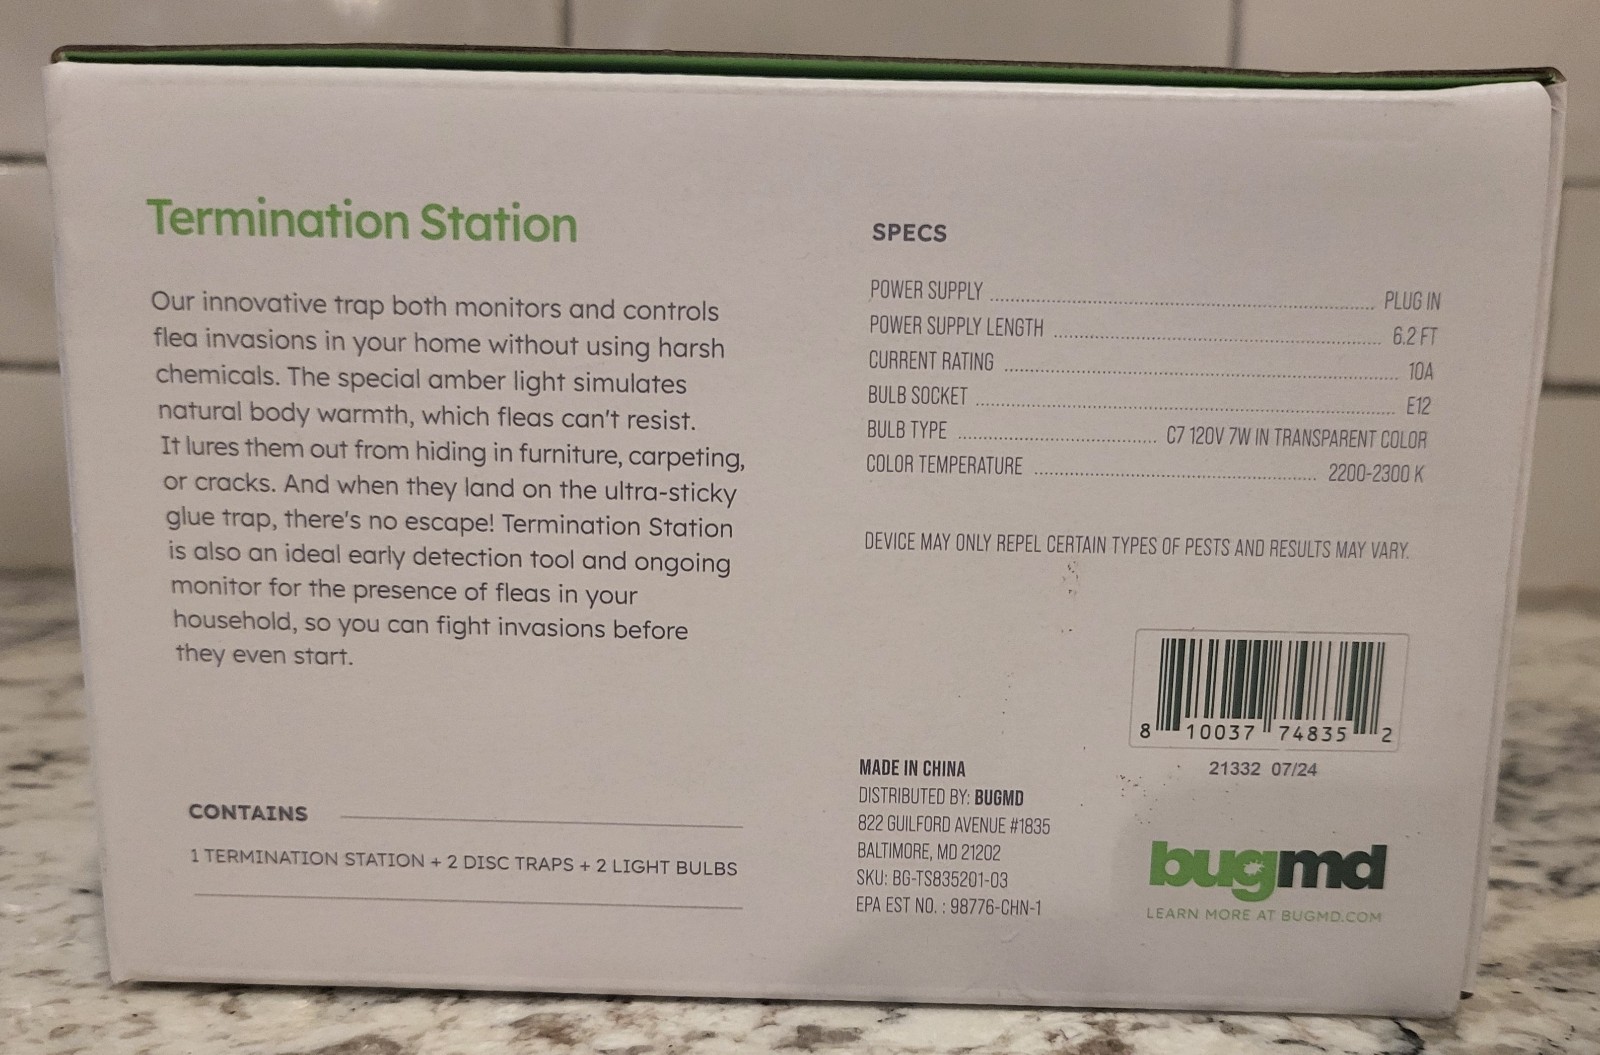 Termination Station
Our innovative trap both monitors and controls
flea invasions in your home without using harsh
chemicals. The special amber light simulates
natural body warmth, which fleas can't resist.
It lures them out from hiding in furniture, carpeting,
or cracks. And when they land on the ultra-sticky
glue trap, there's no escape! Termination Station
is also an ideal early detection tool and ongoing
monitor for the presence of fleas in your
household, so you can fight invasions before
they even start.
CONTAINS
1 TERMINATION STATION + 2 DISC TRAPS + 2 LIGHT BULBS
SPECS
POWER SUPPLY PLUG IN
POWER SUPPLY LENGTH 6.2 FT
CURRENT RATING 10A
BULB SOCKET E12
BULB TYPE C7 120V 7W IN TRANSPARENT COLOR
COLOR TEMPERATURE 2200-2300 K
DEVICE MAY ONLY REPEL CERTAIN TYPES OF PESTS AND RESULTS MAY VARY.
8 10037 74835 2
21332 07/24
MADE IN CHINA
DISTRIBUTED BY: BUGMD
822 GUILFORD AVENUE #1835
BALTIMORE, MD 21202
SKU: BG-TS835201-03
EPA EST NO. : 98776-CHN-1
bugmd
LEARN MORE AT BUGMD.COM